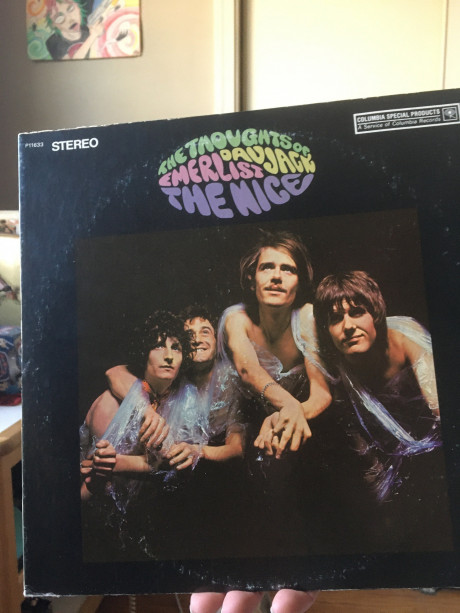 P11633 STEREO
COLUMBIA SPECIAL PRODUCTS
A Service of Columbia Records
THE THOUGHTS OF
EMERLIST DAVJACK
THE NICE